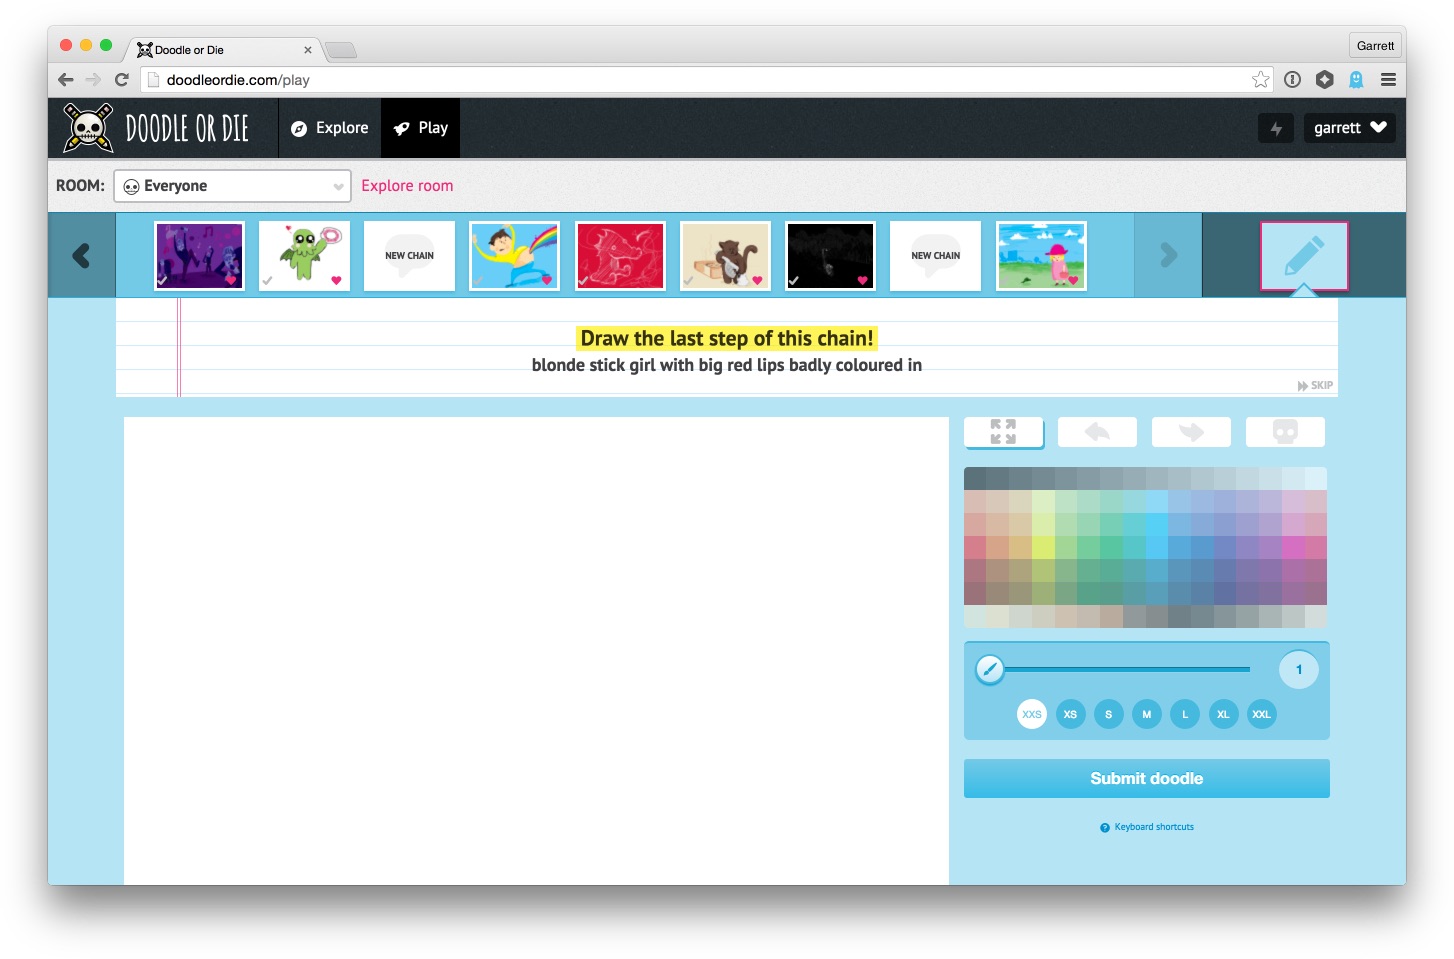 Doodle or Die
Garrett
doodleordie.com/play
DOODLE OR DIE
Explore
Play
garrett
ROOM:
Everyone
Explore room
NEW CHAIN
NEW CHAIN
Draw the last step of this chain!
blonde stick girl with big red lips badly coloured in
SKIP
1
XXS XS S M L XL XXL
Submit doodle
? Keyboard shortcuts